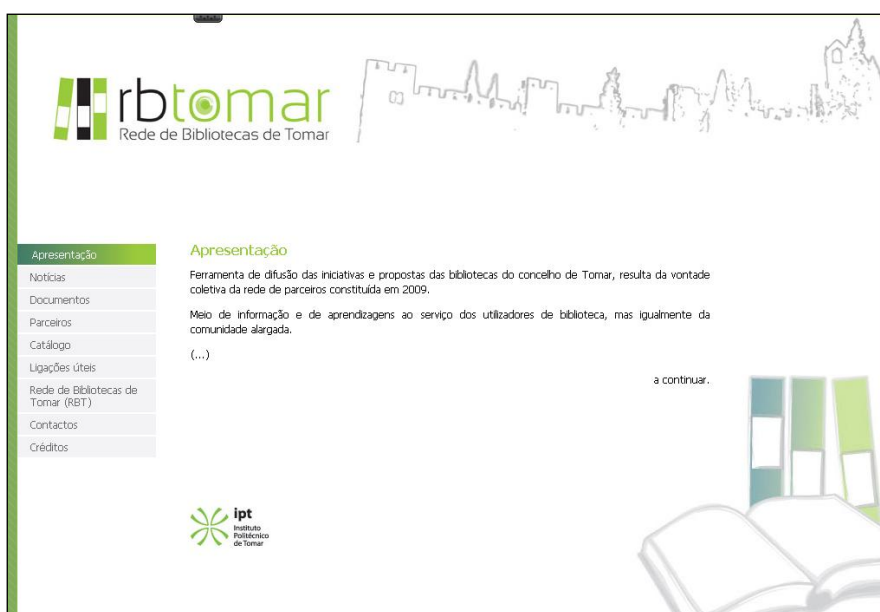 rbtomar
Rede de Bibliotecas de Tomar
Apresentação
Notícias
Documentos
Parceiros
Catálogo
Ligações úteis
Rede de Bibliotecas de
Tomar (RBT)
Contactos
Créditos
Apresentação
Ferramenta de difusão das iniciativas e propostas das bibliotecas do concelho de Tomar, resulta da vontade
coletiva da rede de parceiros constituída em 2009.
Meio de informação e de aprendizagens ao serviço dos utilizadores de biblioteca, mas igualmente da
comunidade alargada.
(...)
a continuar.
ipt
Instituto
Politécnico
de Tomar